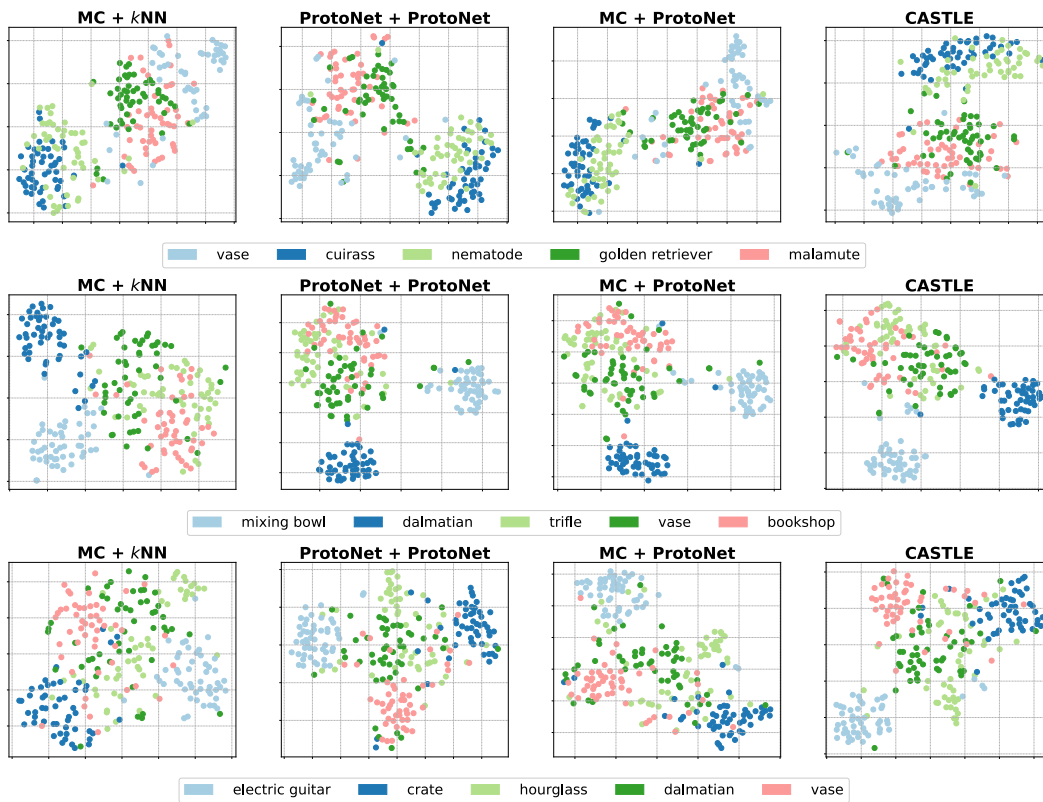 MC + kNN ProtoNet + ProtoNet MC + ProtoNet CASTLE
vase cuirass nematode golden retriever malamute
MC + kNN ProtoNet + ProtoNet MC + ProtoNet CASTLE
mixing bowl dalmatian trifle vase bookshop
MC + kNN ProtoNet + ProtoNet MC + ProtoNet CASTLE
electric guitar crate hourglass dalmatian vase